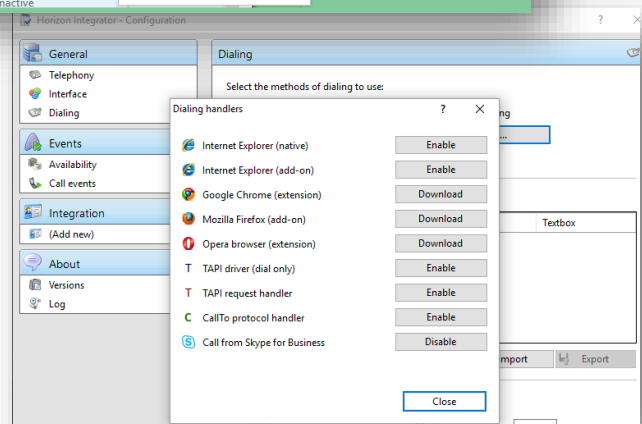 nactive
Horizon Integrator - Configuration ?
General
Telephony
Interface
Dialing
Events
Availability
Call events
Integration
(Add new)
About
Versions
Log
Dialing
Select the methods of dialing to use:
ng
...
Textbox
mport Export
Dialing handlers ?
Internet Explorer (native) Enable
Internet Explorer (add-on) Enable
Google Chrome (extension) Download
Mozilla Firefox (add-on) Download
Opera browser (extension) Download
T TAPI driver (dial only) Enable
T TAPI request handler Enable
C CallTo protocol handler Enable
Call from Skype for Business Disable
Close